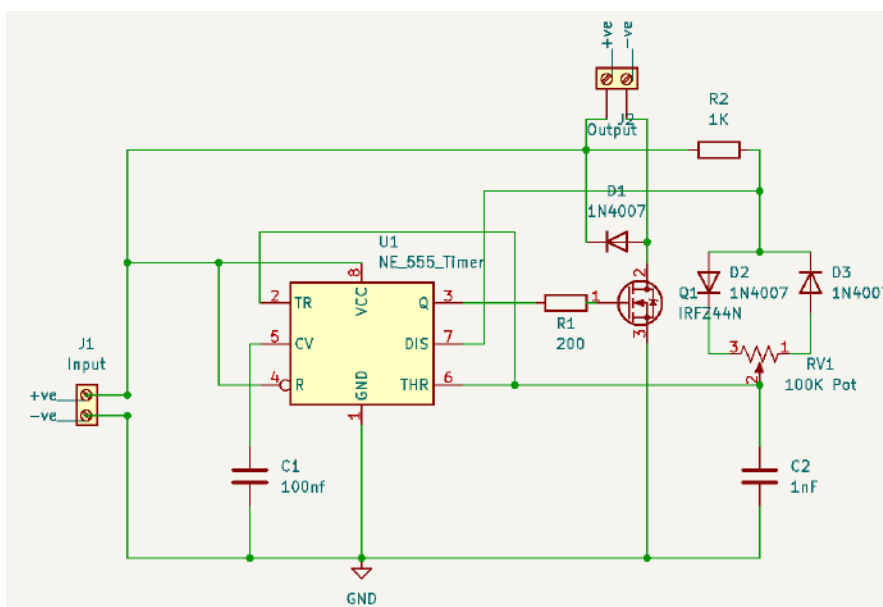 +ve
-ve
R2
1K
J2
Output
D1
1N4007
U1
NE_555_Timer
8
VCC
2
TR
Q
3
5
CV
DIS
7
4
R
THR
6
GND
1
R1
200
1
2
3
Q1
IRFZ44N
D2
1N4007
D3
1N4007
3
1
2
RV1
100K Pot
J1
Input
+ve
-ve
C1
100nf
C2
1nF
GND